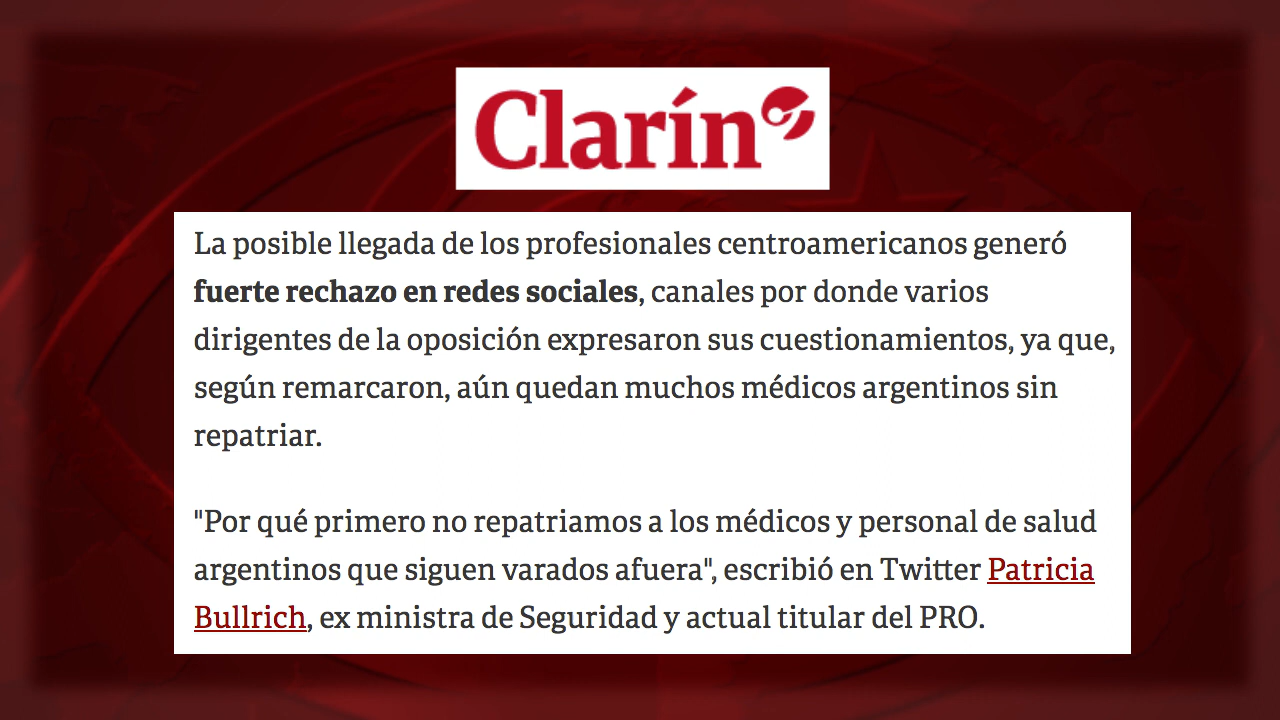 Clarín
La posible llegada de los profesionales centroamericanos generó
fuerte rechazo en redes sociales, canales por donde varios
dirigentes de la oposición expresaron sus cuestionamientos, ya que,
según remarcaron, aún quedan muchos médicos argentinos sin
repatriar.
"Por qué primero no repatriamos a los médicos y personal de salud
argentinos que siguen varados afuera", escribió en Twitter Patricia
Bullrich, ex ministra de Seguridad y actual titular del PRO.